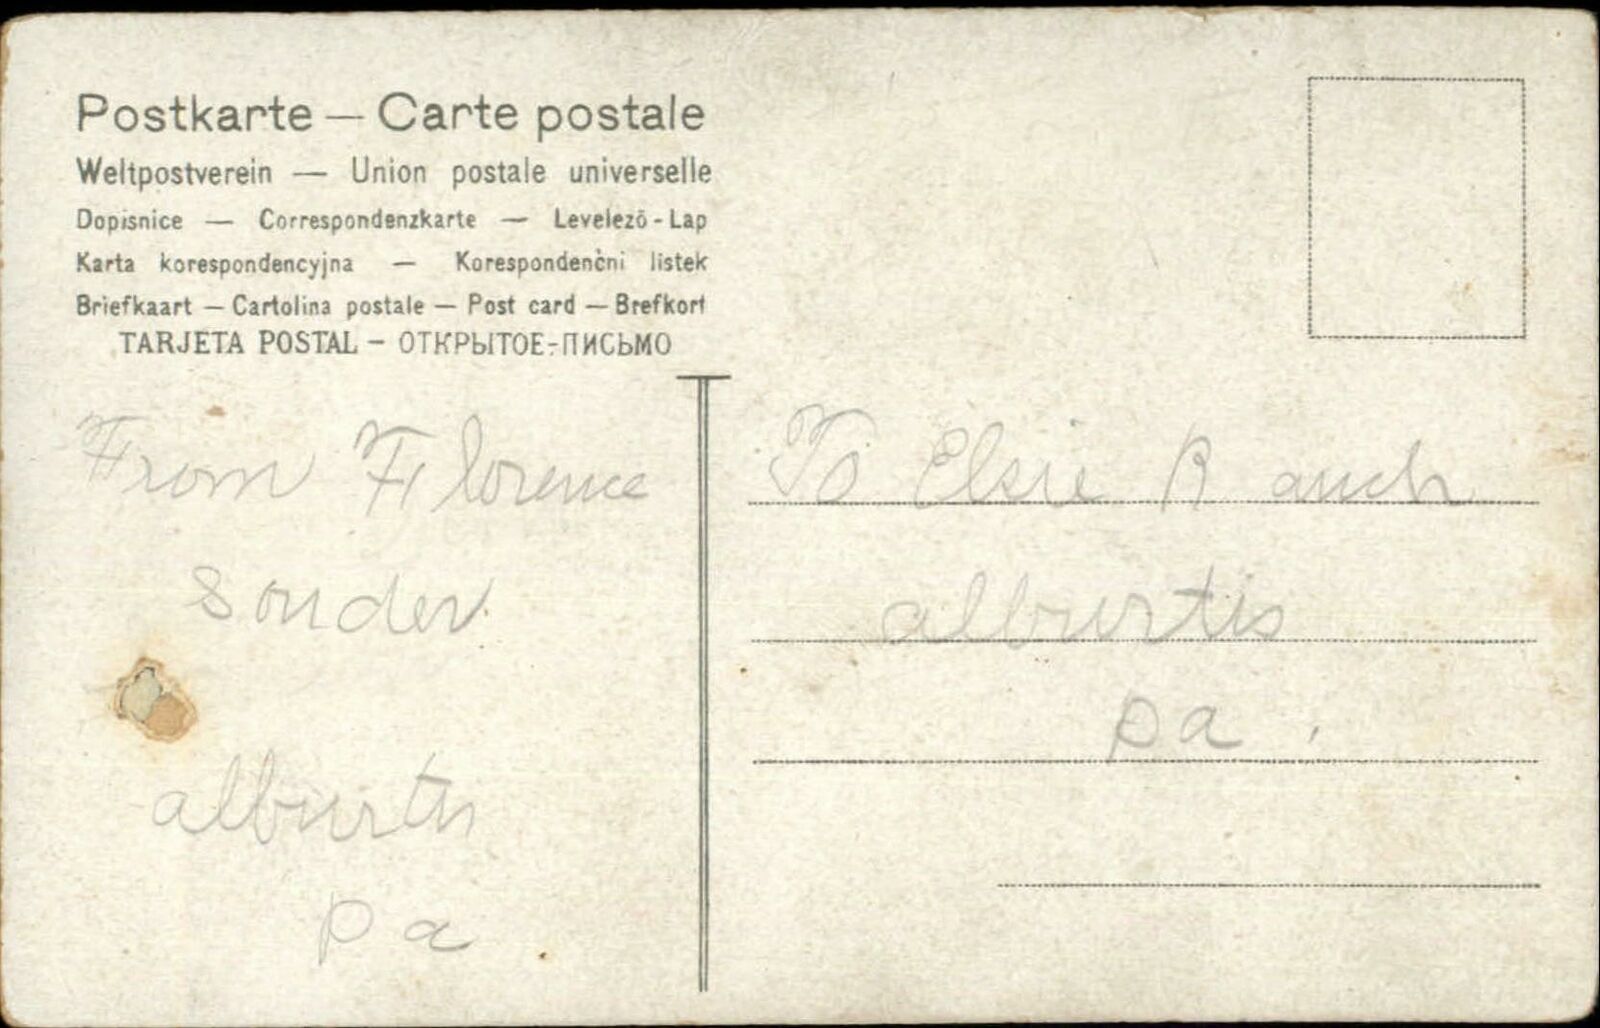 Postkarte — Carte postale
Weltpostverein — Union postale universelle
Dopisnice — Correspondenzkarte — Levelező-Lap
Karta korespondencyjna — Korespondenčni listek
Briefkaart — Cartolina postale — Post card — Brefkort
TARJETA POSTAL – ОТКРЫТОЕ-ПИСЬМО
From Florence
Souder
alburtis
Pa
To Elsie Rauch
alburtis
Pa.